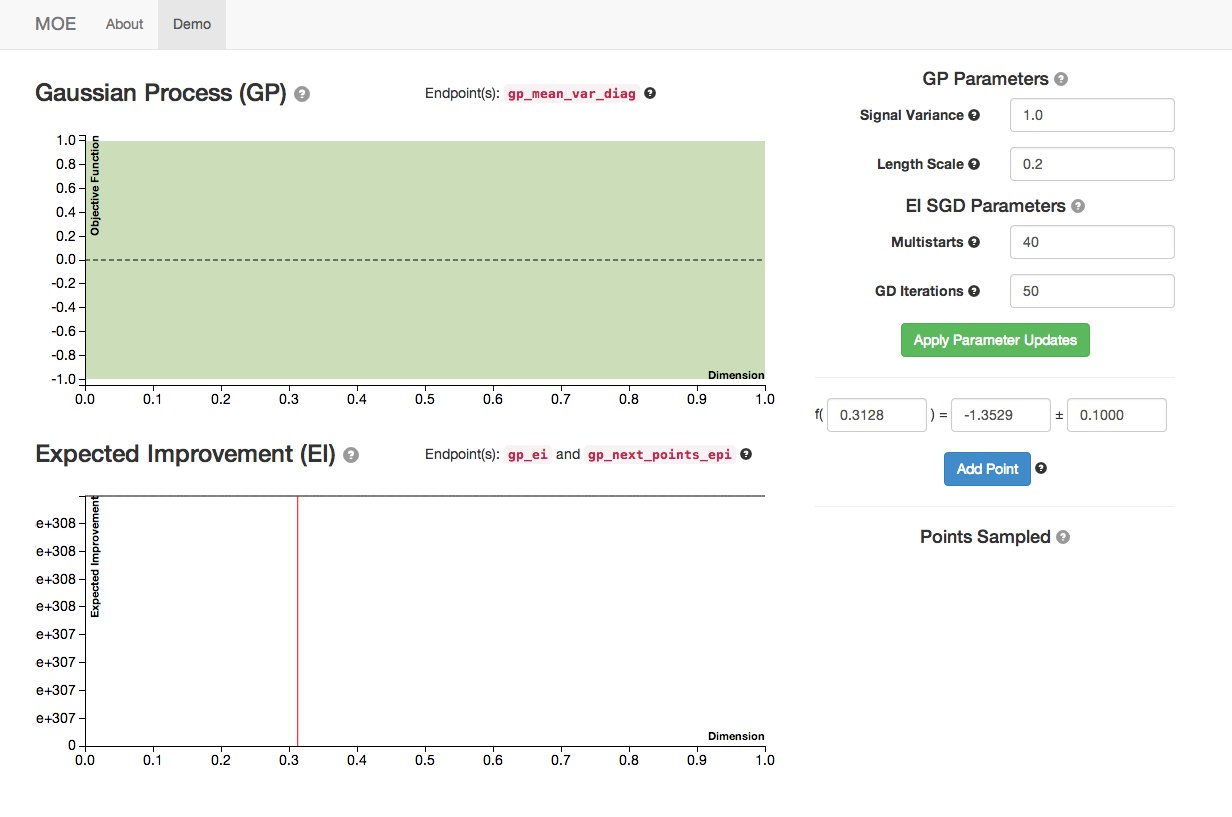 MOE About Demo
Gaussian Process (GP) ?
Endpoint(s): gp_mean_var_diag ?
1.0
0.8
0.6
0.4
0.2
0.0
-0.2
-0.4
-0.6
-0.8
-1.0
Objective Function
Dimension
0.0 0.1 0.2 0.3 0.4 0.5 0.6 0.7 0.8 0.9 1.0
Expected Improvement (EI) ?
Endpoint(s): gp_ei and gp_next_points_epi ?
e+308
e+308
e+308
e+308
e+307
e+307
e+307
e+307
0
Expected Improvement
Dimension
0.0 0.1 0.2 0.3 0.4 0.5 0.6 0.7 0.8 0.9 1.0
GP Parameters ?
Signal Variance ? 1.0
Length Scale ? 0.2
EI SGD Parameters ?
Multistarts ? 40
GD Iterations ? 50
Apply Parameter Updates
f( 0.3128 ) = -1.3529 ± 0.1000
Add Point ?
Points Sampled ?